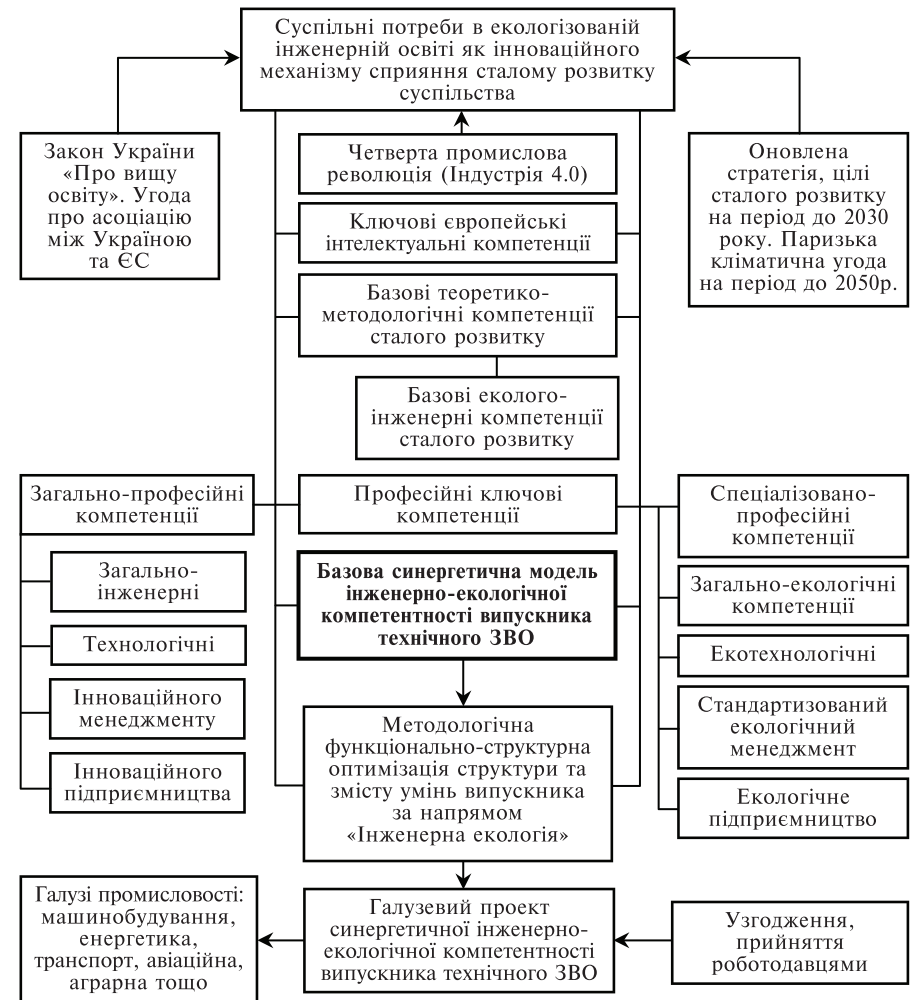 Суспільні потреби в екологізованій
інженерній освіті як інноваційного
механізму сприяння сталому розвитку
суспільства
Закон України
«Про вищу
освіту». Угода
про асоціацію
між Україною
та ЄС
Четверта промислова
революція (Індустрія 4.0)
Оновлена
стратегія, цілі
сталого розвитку
на період до 2030
року. Паризька
кліматична угода
на період до 2050р.
Ключові європейські
інтелектуальні компетенції
Базові теоретико-
методологічні компетенції
сталого розвитку
Базові еколого-
інженерні компетенції
сталого розвитку
Загально-професійні
компетенції
Професійні ключові
компетенції
Спеціалізовано-
професійні
компетенції
Загально-
інженерні
Технологічні
Інноваційного
менеджменту
Інноваційного
підприємництва
Базова синергетична модель
інженерно-екологічної
компетентності випускника
технічного ЗВО
Загально-екологічні
компетенції
Екотехнологічні
Стандартизований
екологічний
менеджмент
Екологічне
підприємництво
Методологічна
функціонально-структурна
оптимізація структури та
змісту умінь випускника
за напрямом
«Інженерна екологія»
Галузі промисловості:
машинобудування,
енергетика,
транспорт, авіаційна,
аграрна тощо
Галузевий проект
синергетичної інженерно-
екологічної компетентності
випускника технічного ЗВО
Узгодження,
прийняття
роботодавцями